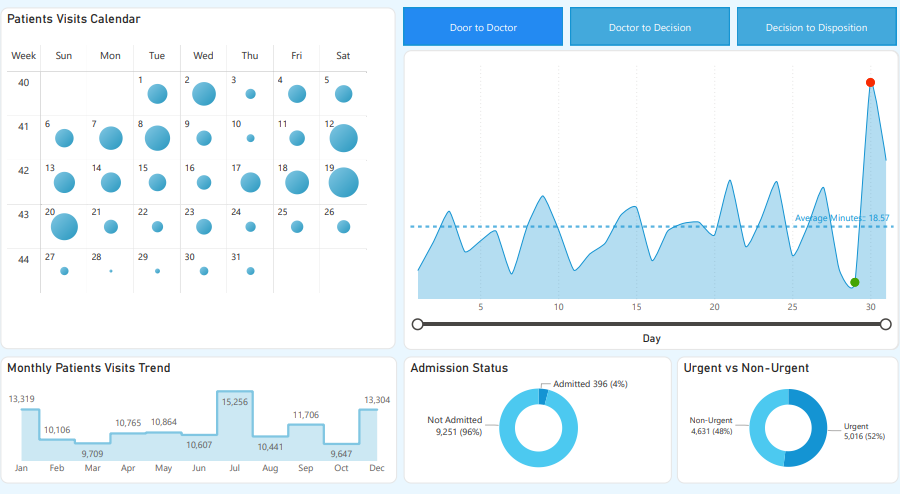 Patients Visits Calendar
Week Sun Mon Tue Wed Thu Fri Sat
40 1 2 3 4 5
41 6 7 8 9 10 11 12
42 13 14 15 16 17 18 19
43 20 21 22 23 24 25 26
44 27 28 29 30 31
Door to Doctor
Doctor to Decision
Decision to Disposition
Average Minutes: 18.57
5 10 15 20 25 30
Day
Monthly Patients Visits Trend
13,319 10,106 9,709 10,765 10,864 10,607 15,256 10,441 11,706 9,647 13,304
Jan Feb Mar Apr May Jun Jul Aug Sep Oct Dec
Admission Status
Admitted 396 (4%)
Not Admitted
9,251 (96%)
Urgent vs Non-Urgent
Non-Urgent
4,631 (48%)
Urgent
5,016 (52%)